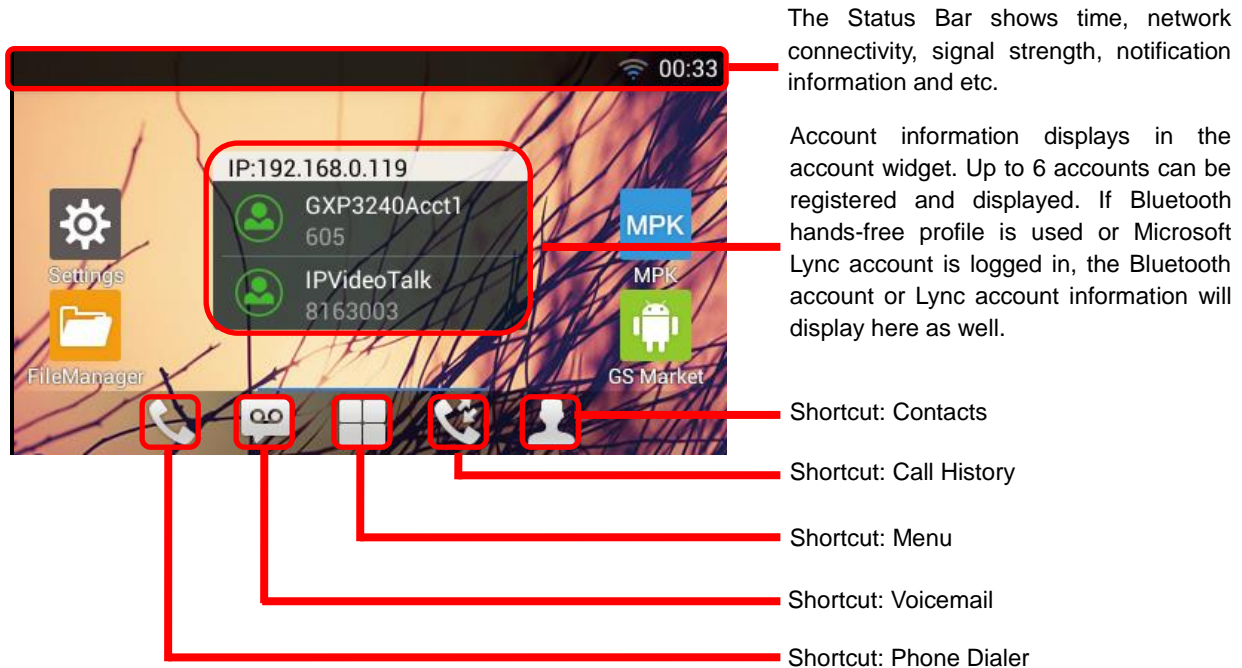 The Status Bar shows time, network
connectivity, signal strength, notification
information and etc.
00:33
Account information displays in the
account widget. Up to 6 accounts can be
registered and displayed. If Bluetooth
hands-free profile is used or Microsoft
Lync account is logged in, the Bluetooth
account or Lync account information will
display here as well.
IP:192.168.0.119
GXP3240Acct1
605
IPVideoTalk
8163003
Settings
FileManager
MPK
MPK
GS Market
Shortcut: Contacts
Shortcut: Call History
Shortcut: Menu
Shortcut: Voicemail
Shortcut: Phone Dialer